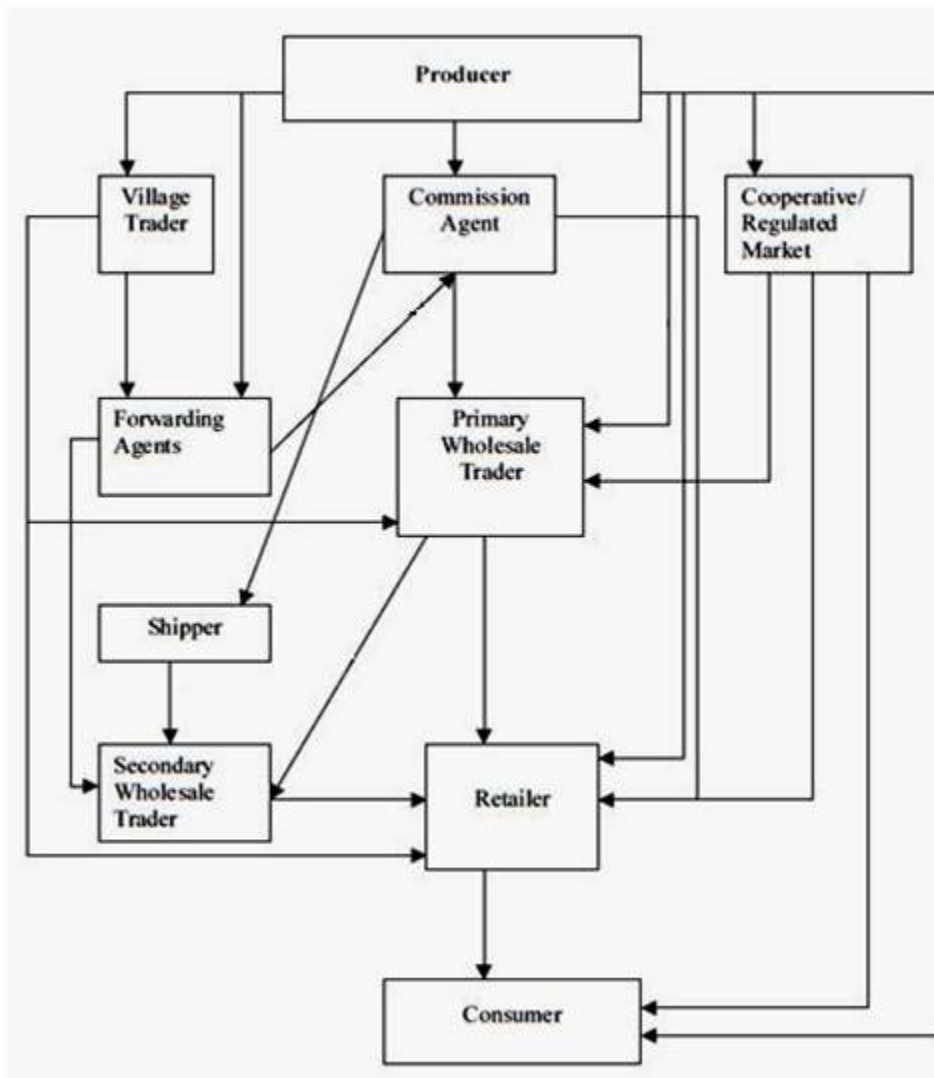 Producer
Village
Trader
Commission
Agent
Cooperative/
Regulated
Market
Forwarding
Agents
Primary
Wholesale
Trader
Shipper
Secondary
Wholesale
Trader
Retailer
Consumer